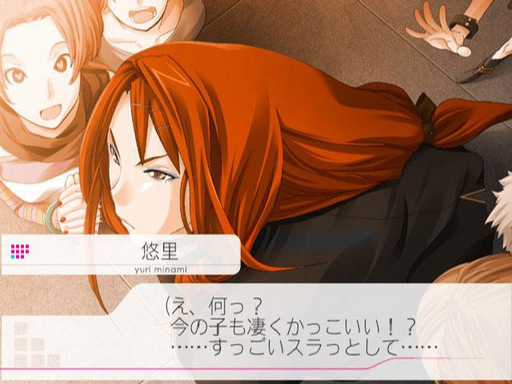 悠里
yuri minami
（え、何っ？
今の子も凄くかっこいい！？
……すっごいスラっとして……